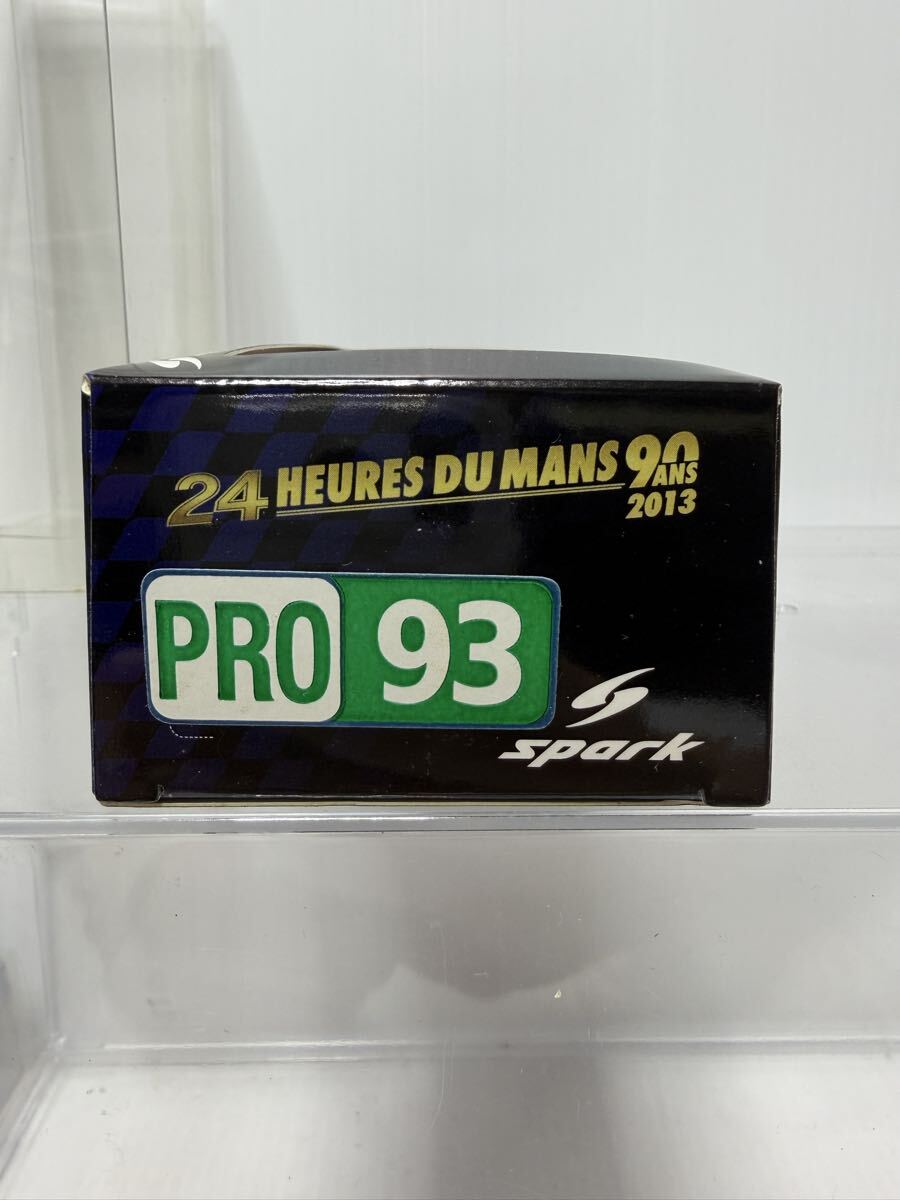 24 HEURES DU MANS 90 ANS
2013
PRO 93
spark